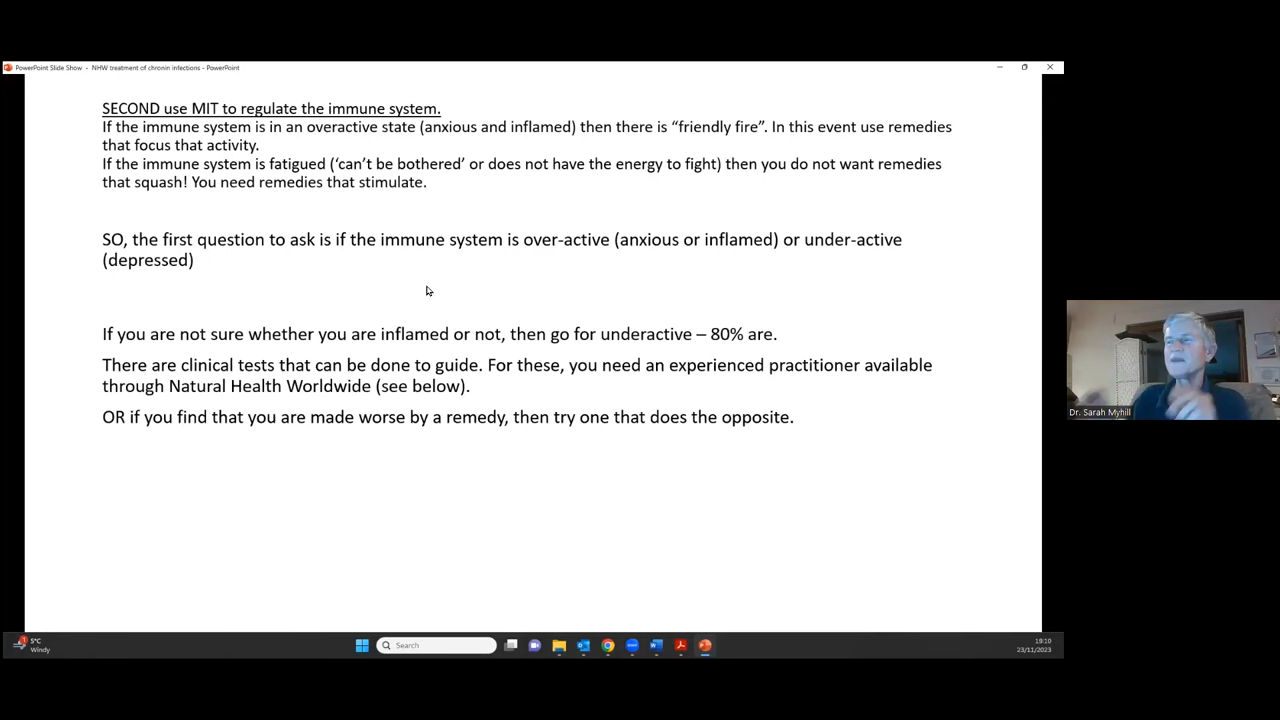 PowerPoint Slide Show - NHW treatment of chronin infections - PowerPoint
SECOND use MIT to regulate the immune system.
If the immune system is in an overactive state (anxious and inflamed) then there is “friendly fire”. In this event use remedies
that focus that activity.
If the immune system is fatigued (‘can’t be bothered’ or does not have the energy to fight) then you do not want remedies
that squash! You need remedies that stimulate.
SO, the first question to ask is if the immune system is over-active (anxious or inflamed) or under-active
(depressed)
If you are not sure whether you are inflamed or not, then go for underactive – 80% are.
There are clinical tests that can be done to guide. For these, you need an experienced practitioner available
through Natural Health Worldwide (see below).
OR if you find that you are made worse by a remedy, then try one that does the opposite.
Dr. Sarah Myhill
1
5°C
Windy
Search
19:10
23/11/2023